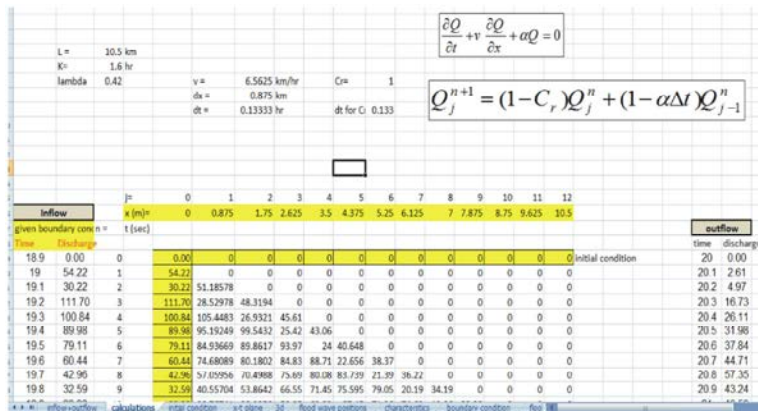 ∂Q/∂t + v ∂Q/∂x + αQ = 0
L = 10.5 km
K= 1.6 hr
lambda 0.42 v = 6.5625 km/hr Cr= 1
dx = 0.875 km
dt = 0.13333 hr dt for C 0.133
Q_j^{n+1} = (1 − C_r)Q_j^n + (1 − αΔt)Q_{j−1}^n
j= 0 1 2 3 4 5 6 7 8 9 10 11 12
Inflow x (m)= 0 0.875 1.75 2.625 3.5 4.375 5.25 6.125 7 7.875 8.75 9.625 10.5
given boundary con n = t (sec) outflow
Time Discharge time discharge
18.9 0.00 0 0.00 0 0 0 0 0 0 0 0 0 0 0 0 initial condition 20 0.00
19 54.22 1 54.22 0 0 0 0 0 0 0 0 0 0 0 0 20.1 2.61
19.1 30.22 2 30.22 51.18578 0 0 0 0 0 0 0 0 0 0 0 20.2 4.97
19.2 111.70 3 111.70 28.52978 48.3194 0 0 0 0 0 0 0 0 0 0 20.3 16.73
19.3 100.84 4 100.84 105.4483 26.9321 45.61 0 0 0 0 0 0 0 0 0 20.4 26.11
19.4 89.98 5 89.98 95.19249 99.5432 25.42 43.06 0 0 0 0 0 0 0 0 20.5 31.98
19.5 79.11 6 79.11 84.93669 89.8617 93.97 24 40.648 0 0 0 0 0 0 0 20.6 37.84
19.6 60.44 7 60.44 74.68089 80.1802 84.83 88.71 22.656 38.37 0 0 0 0 0 0 20.7 44.71
19.7 42.96 8 42.96 57.05956 70.4988 75.69 80.08 83.739 21.39 36.22 0 0 0 0 0 20.8 57.35
19.8 32.59 9 32.59 40.55704 53.8642 66.55 71.45 75.595 79.05 20.19 34.19 0 0 0 0 20.9 43.24
inflow+outflow calculations initial condition x-t plane 3d flood wave positions characteristics boundary condition